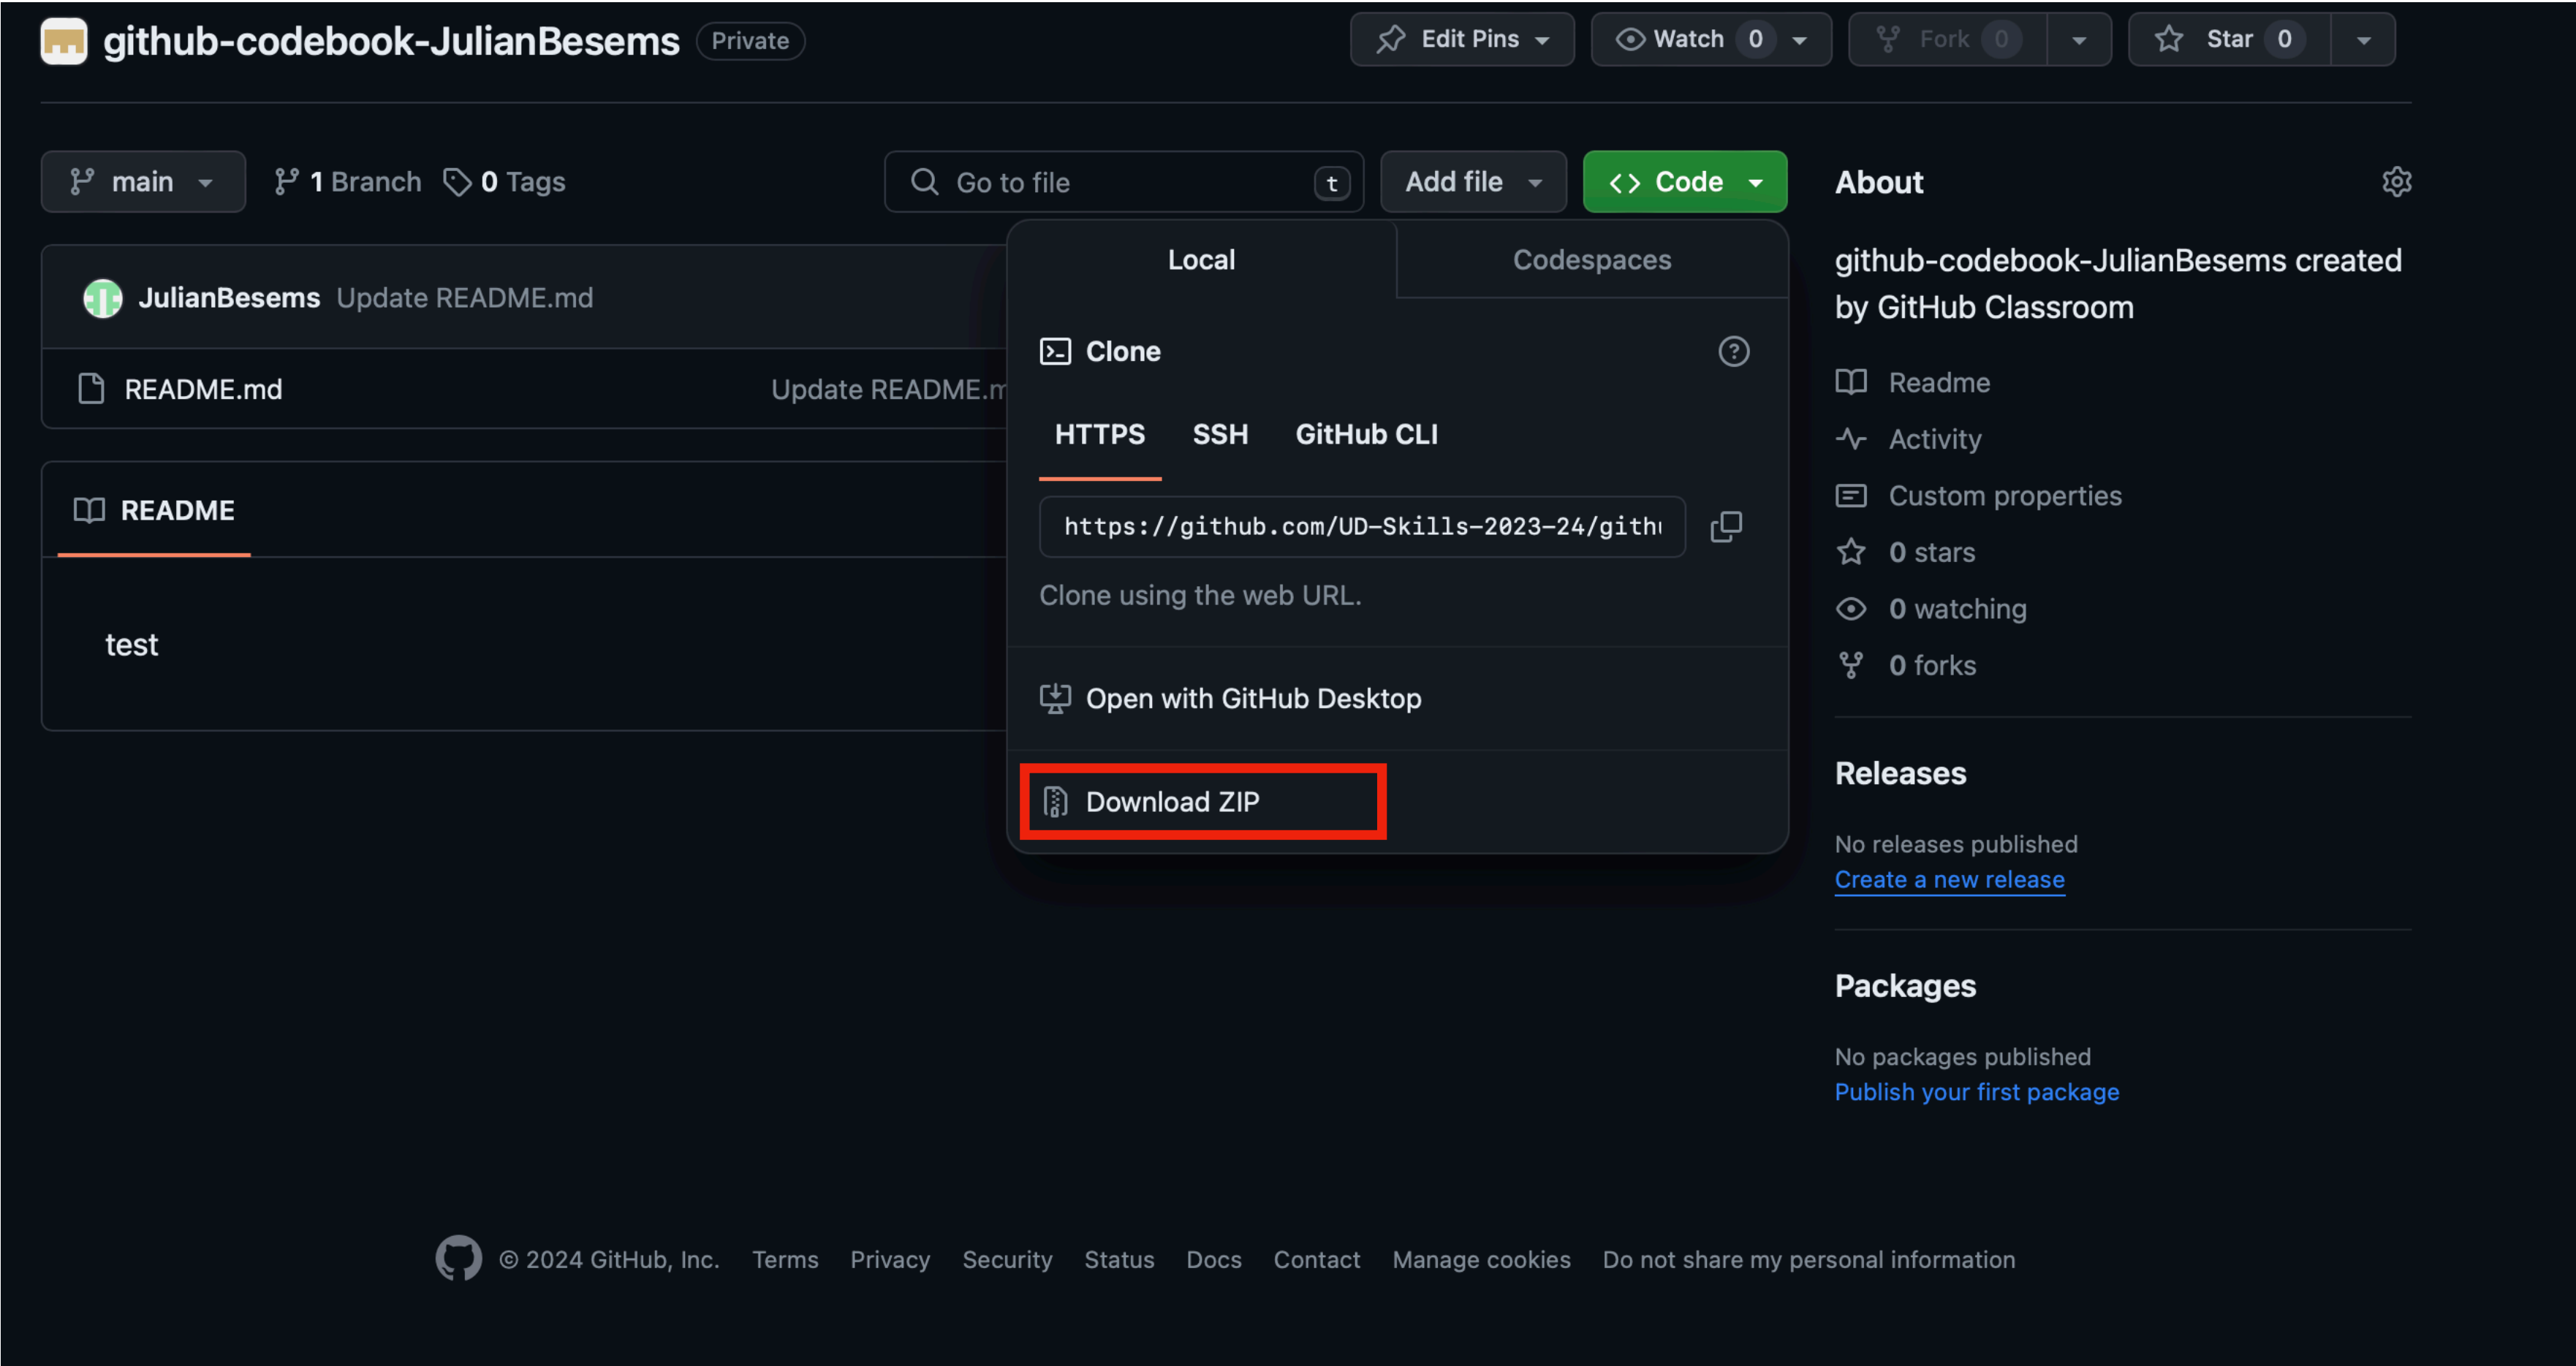 github-codebook-JulianBesems Private
Edit Pins Watch 0 Fork 0 Star 0
main 1 Branch 0 Tags
Go to file t Add file Code
JulianBesems Update README.md
README.md Update README.m
README
test
Local Codespaces
Clone
HTTPS SSH GitHub CLI
https://github.com/UD-Skills-2023-24/gith
Clone using the web URL.
Open with GitHub Desktop
Download ZIP
About
github-codebook-JulianBesems created
by GitHub Classroom
Readme
Activity
Custom properties
0 stars
0 watching
0 forks
Releases
No releases published
Create a new release
Packages
No packages published
Publish your first package
© 2024 GitHub, Inc. Terms Privacy Security Status Docs Contact Manage cookies Do not share my personal information